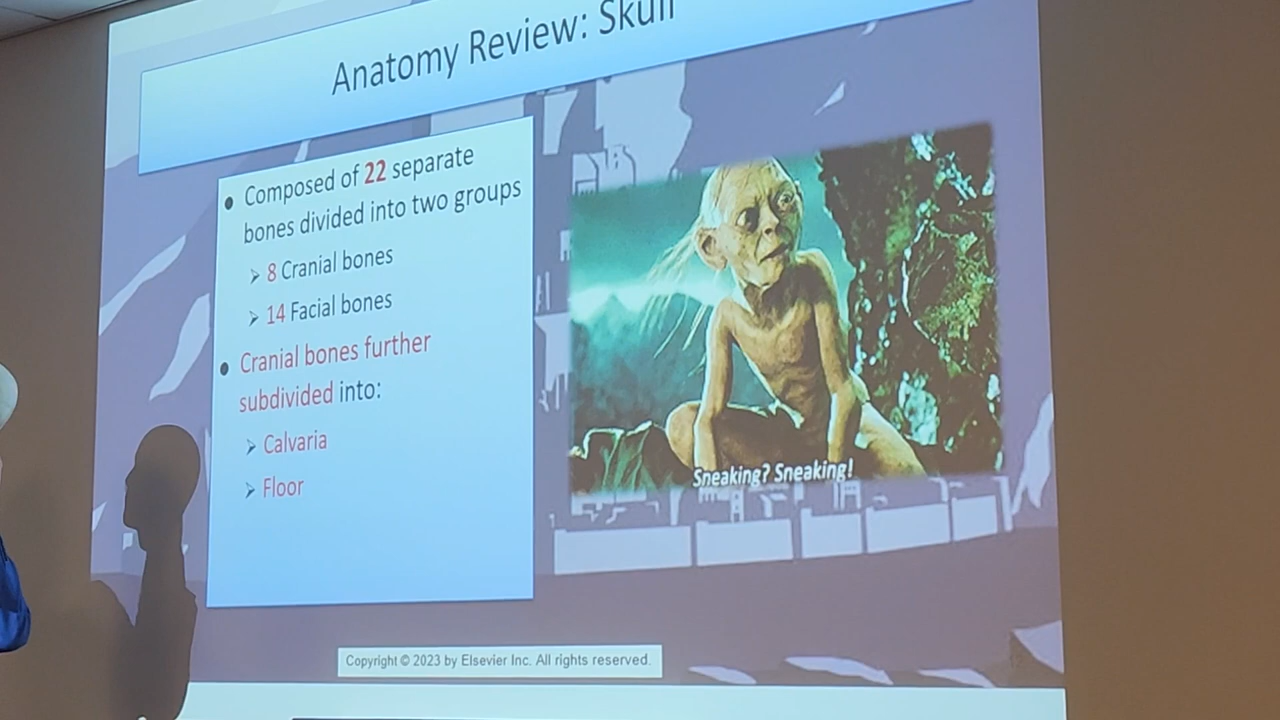 Anatomy Review: Skull
• Composed of 22 separate
bones divided into two groups
➢ 8 Cranial bones
➢ 14 Facial bones
• Cranial bones further
subdivided into:
➢ Calvaria
➢ Floor
Sneaking? Sneaking!
Copyright © 2023 by Elsevier Inc. All rights reserved.